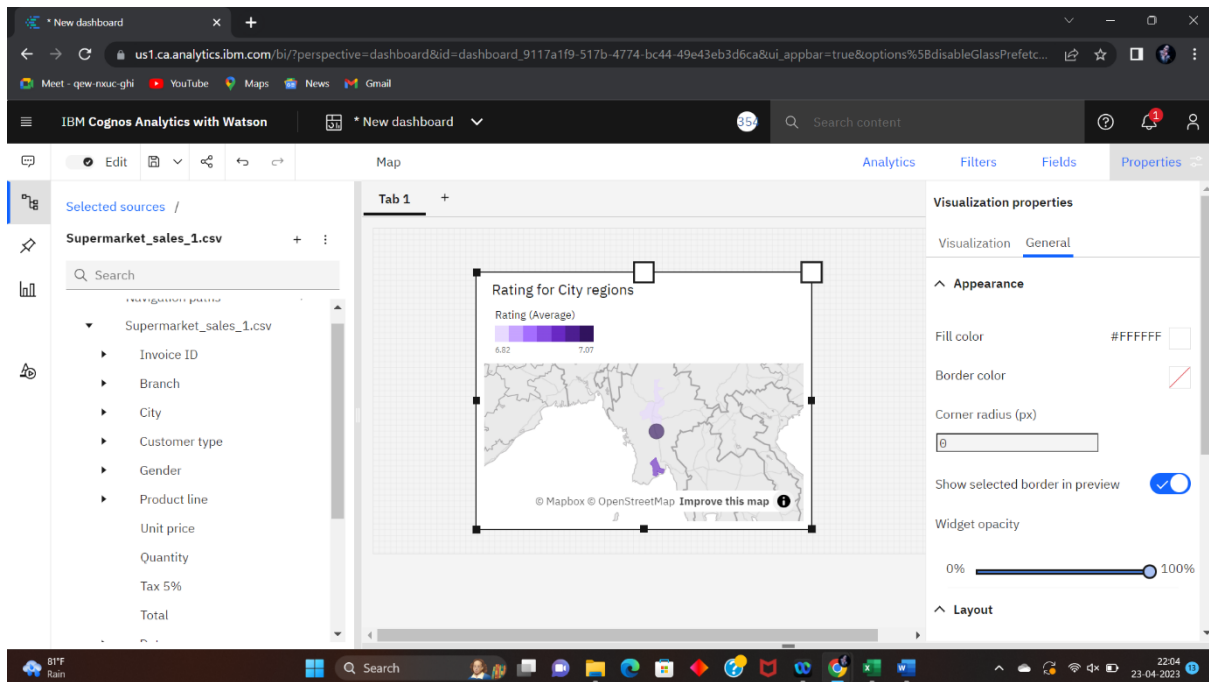 * New dashboard
us1.ca.analytics.ibm.com/bi/?perspective=dashboard&id=dashboard_9117a1f9-517b-4774-bc44-49e43eb3d6ca&ui_appbar=true&options%5BdisableGlassPrefetc...
Meet - qew-nxuc-ghi YouTube Maps News Gmail
IBM Cognos Analytics with Watson * New dashboard 354 Search content 1
Edit Map Analytics Filters Fields Properties
Selected sources /
Supermarket_sales_1.csv
Search
Navigation paths
Supermarket_sales_1.csv
Invoice ID
Branch
City
Customer type
Gender
Product line
Unit price
Quantity
Tax 5%
Total
Tab 1 +
Rating for City regions
Rating (Average)
6.82 7.07
© Mapbox © OpenStreetMap Improve this map
Visualization properties
Visualization General
Appearance
Fill color #FFFFFF
Border color
Corner radius (px)
0
Show selected border in preview
Widget opacity
0% 100%
Layout
81°F
Rain
Search
22:04
23-04-2023
13